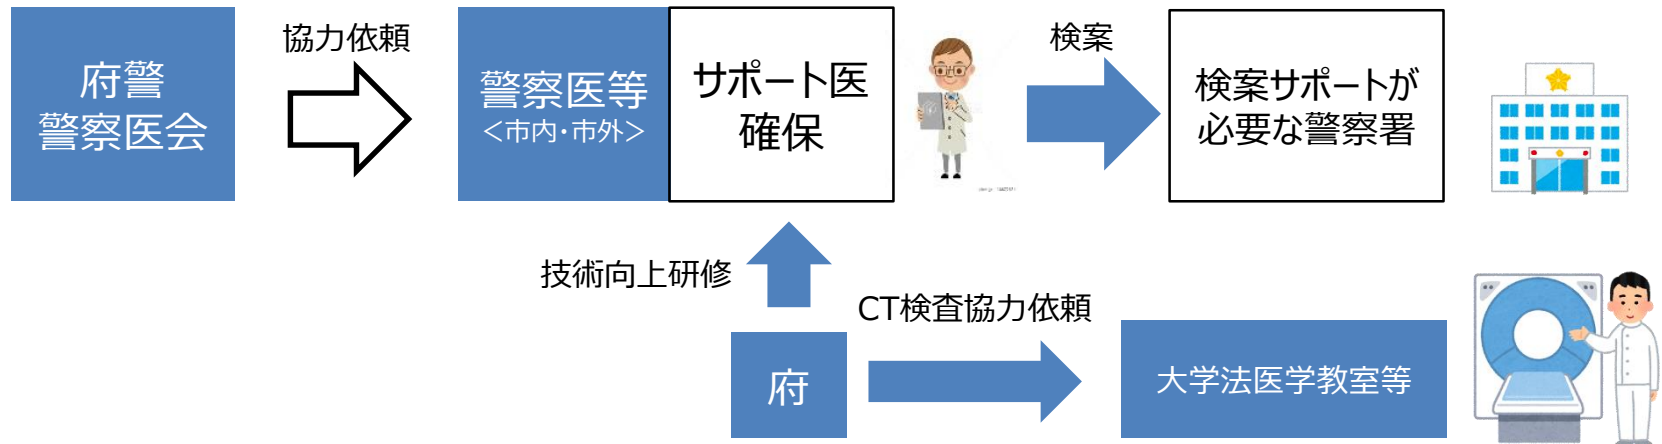 協力依頼
府警
警察医会
警察医等
＜市内・市外＞
サポート医
確保
検案
検案サポートが
必要な警察署
技術向上研修
CT検査協力依頼
府
大学法医学教室等